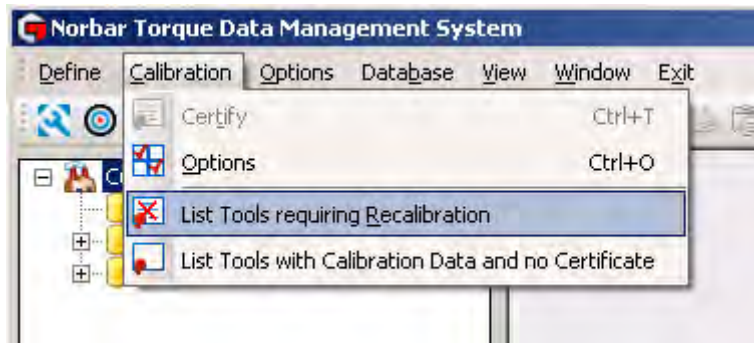 Norbar Torque Data Management System
Define Calibration Options Database View Window Exit
Certify Ctrl+T
Options Ctrl+O
List Tools requiring Recalibration
List Tools with Calibration Data and no Certificate